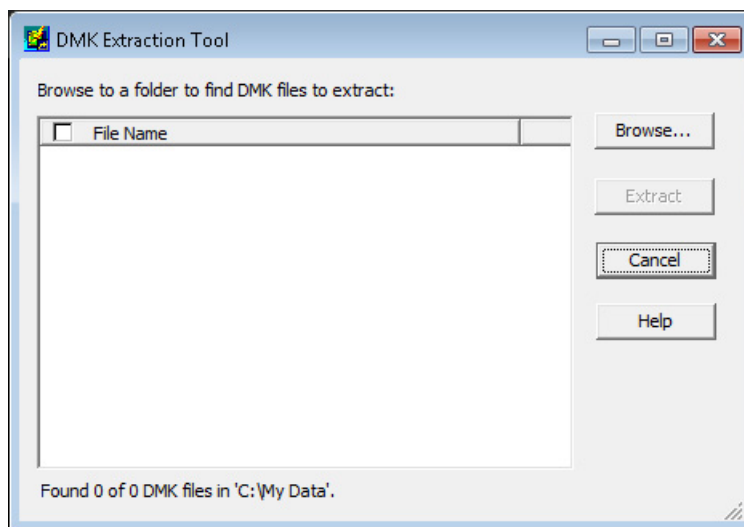 DMK Extraction Tool
Browse to a folder to find DMK files to extract:
File Name
Browse...
Extract
Cancel
Help
Found 0 of 0 DMK files in 'C:\My Data'.